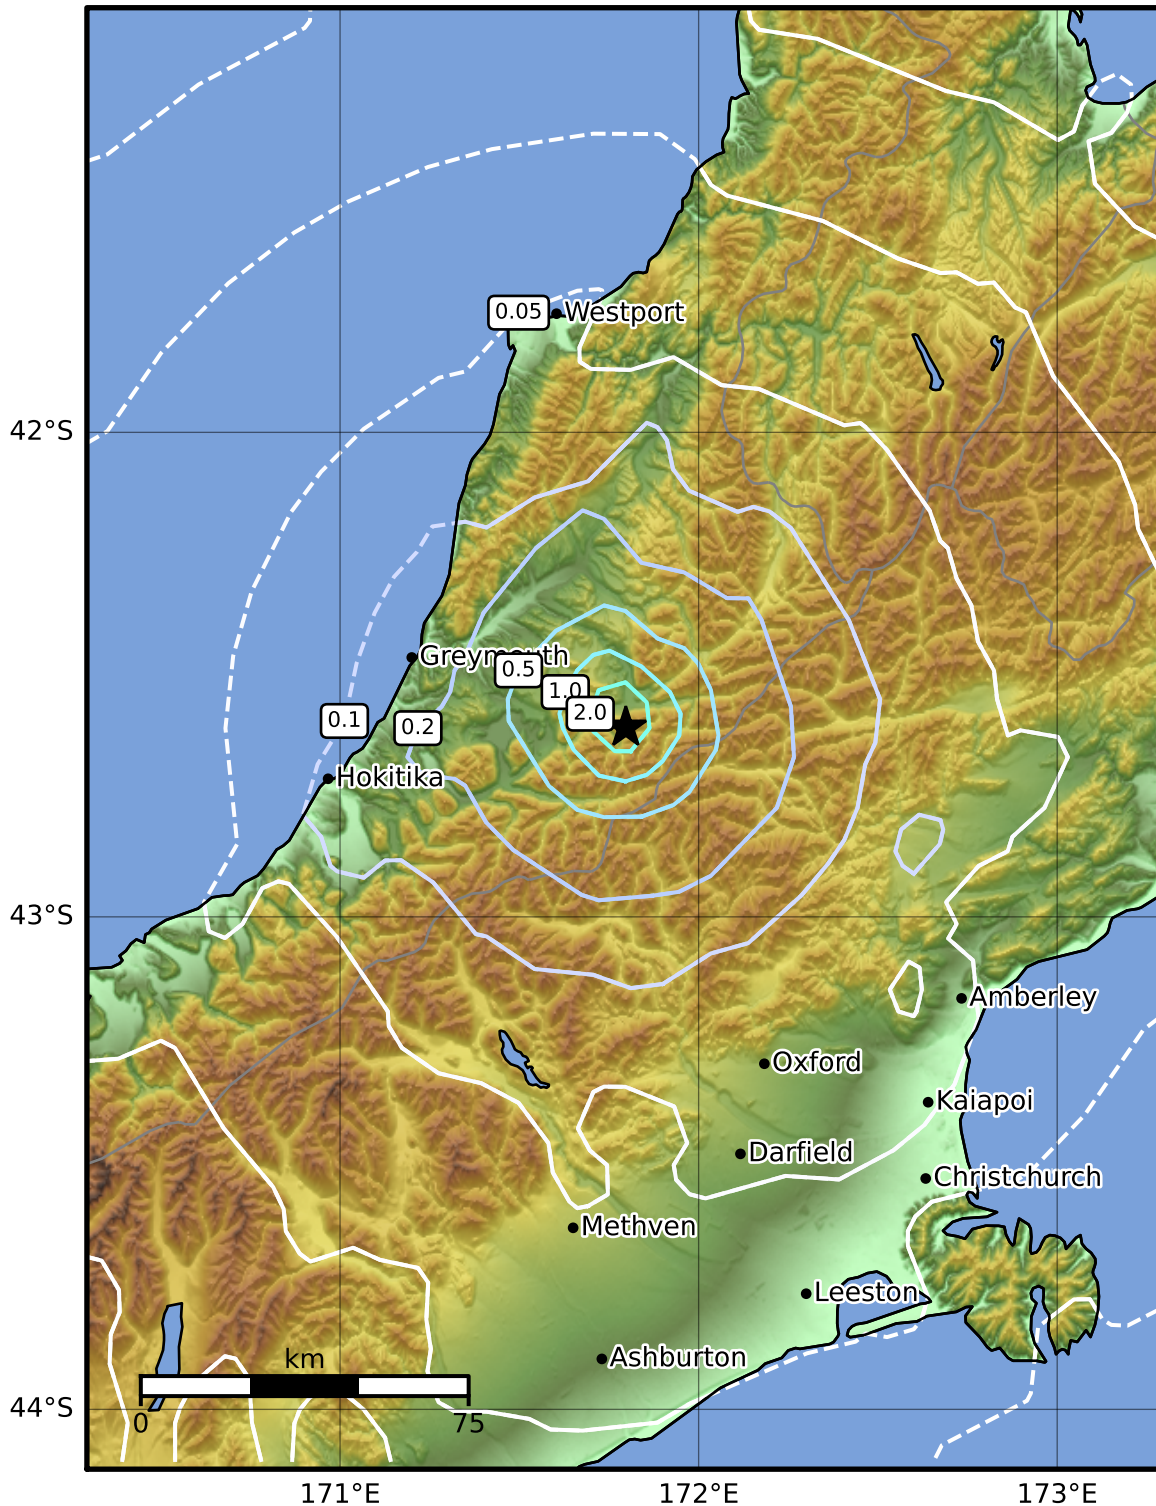 0.05
Westport
42°S
Greymouth
0.5
1.0
2.0
0.1
0.2
Hokitika
43°S
Amberley
Oxford
Kaiapoi
Darfield
Christchurch
Methven
Leeston
Ashburton
km
0
75
44°S
171°E
172°E
173°E